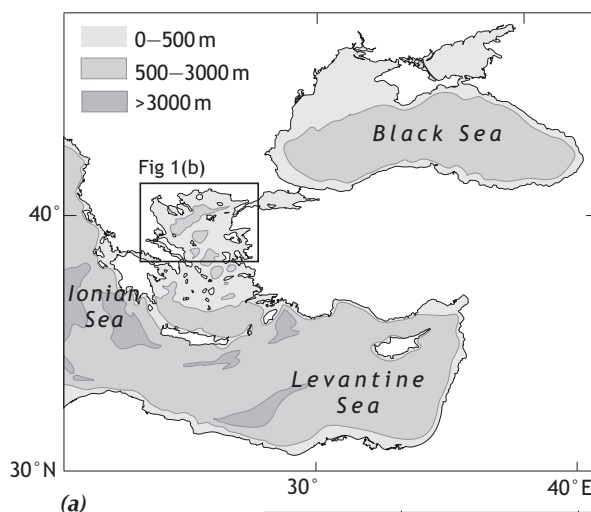 0–500 m
500–3000 m
>3000 m
Black Sea
Fig 1(b)
40°
Ionian
Sea
Levantine
Sea
30°N
30°
40°E
(a)